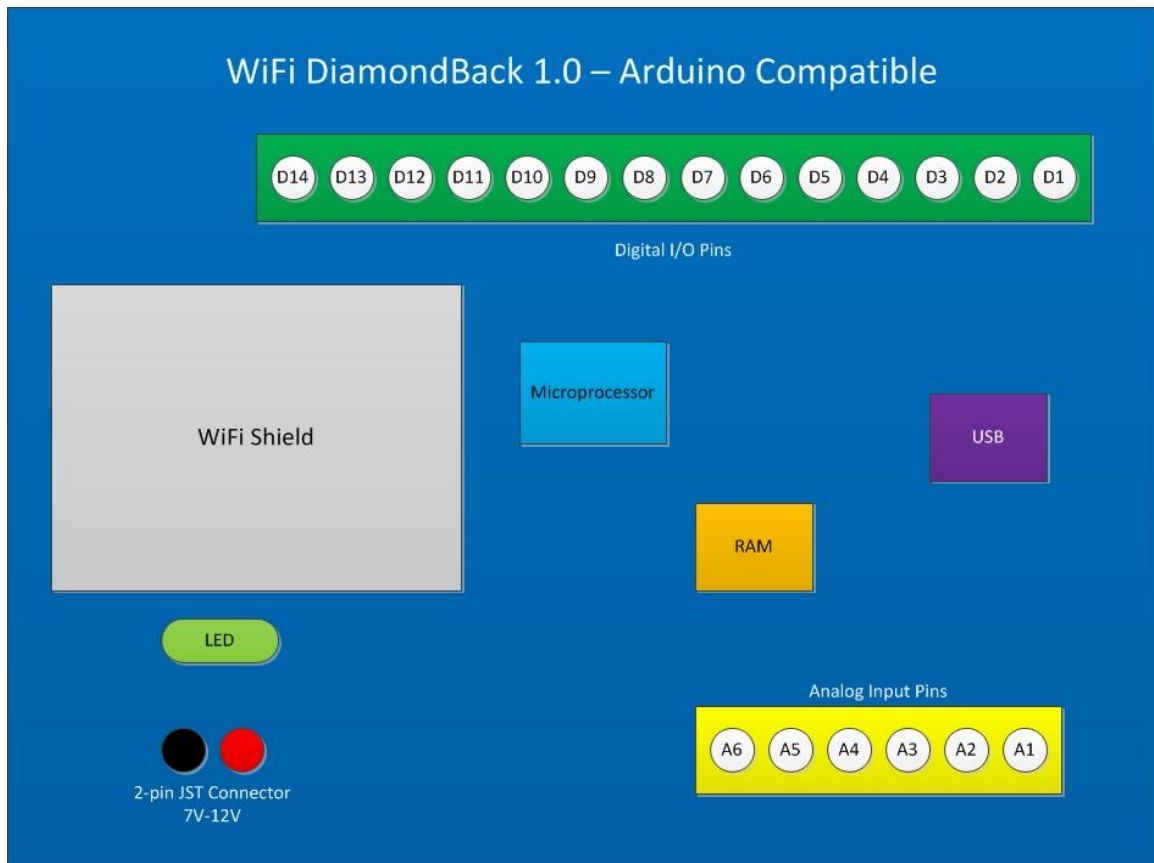 WiFi DiamondBack 1.0 – Arduino Compatible
D14 D13 D12 D11 D10 D9 D8 D7 D6 D5 D4 D3 D2 D1
Digital I/O Pins
WiFi Shield
Microprocessor
USB
RAM
LED
Analog Input Pins
A6 A5 A4 A3 A2 A1
2-pin JST Connector
7V-12V